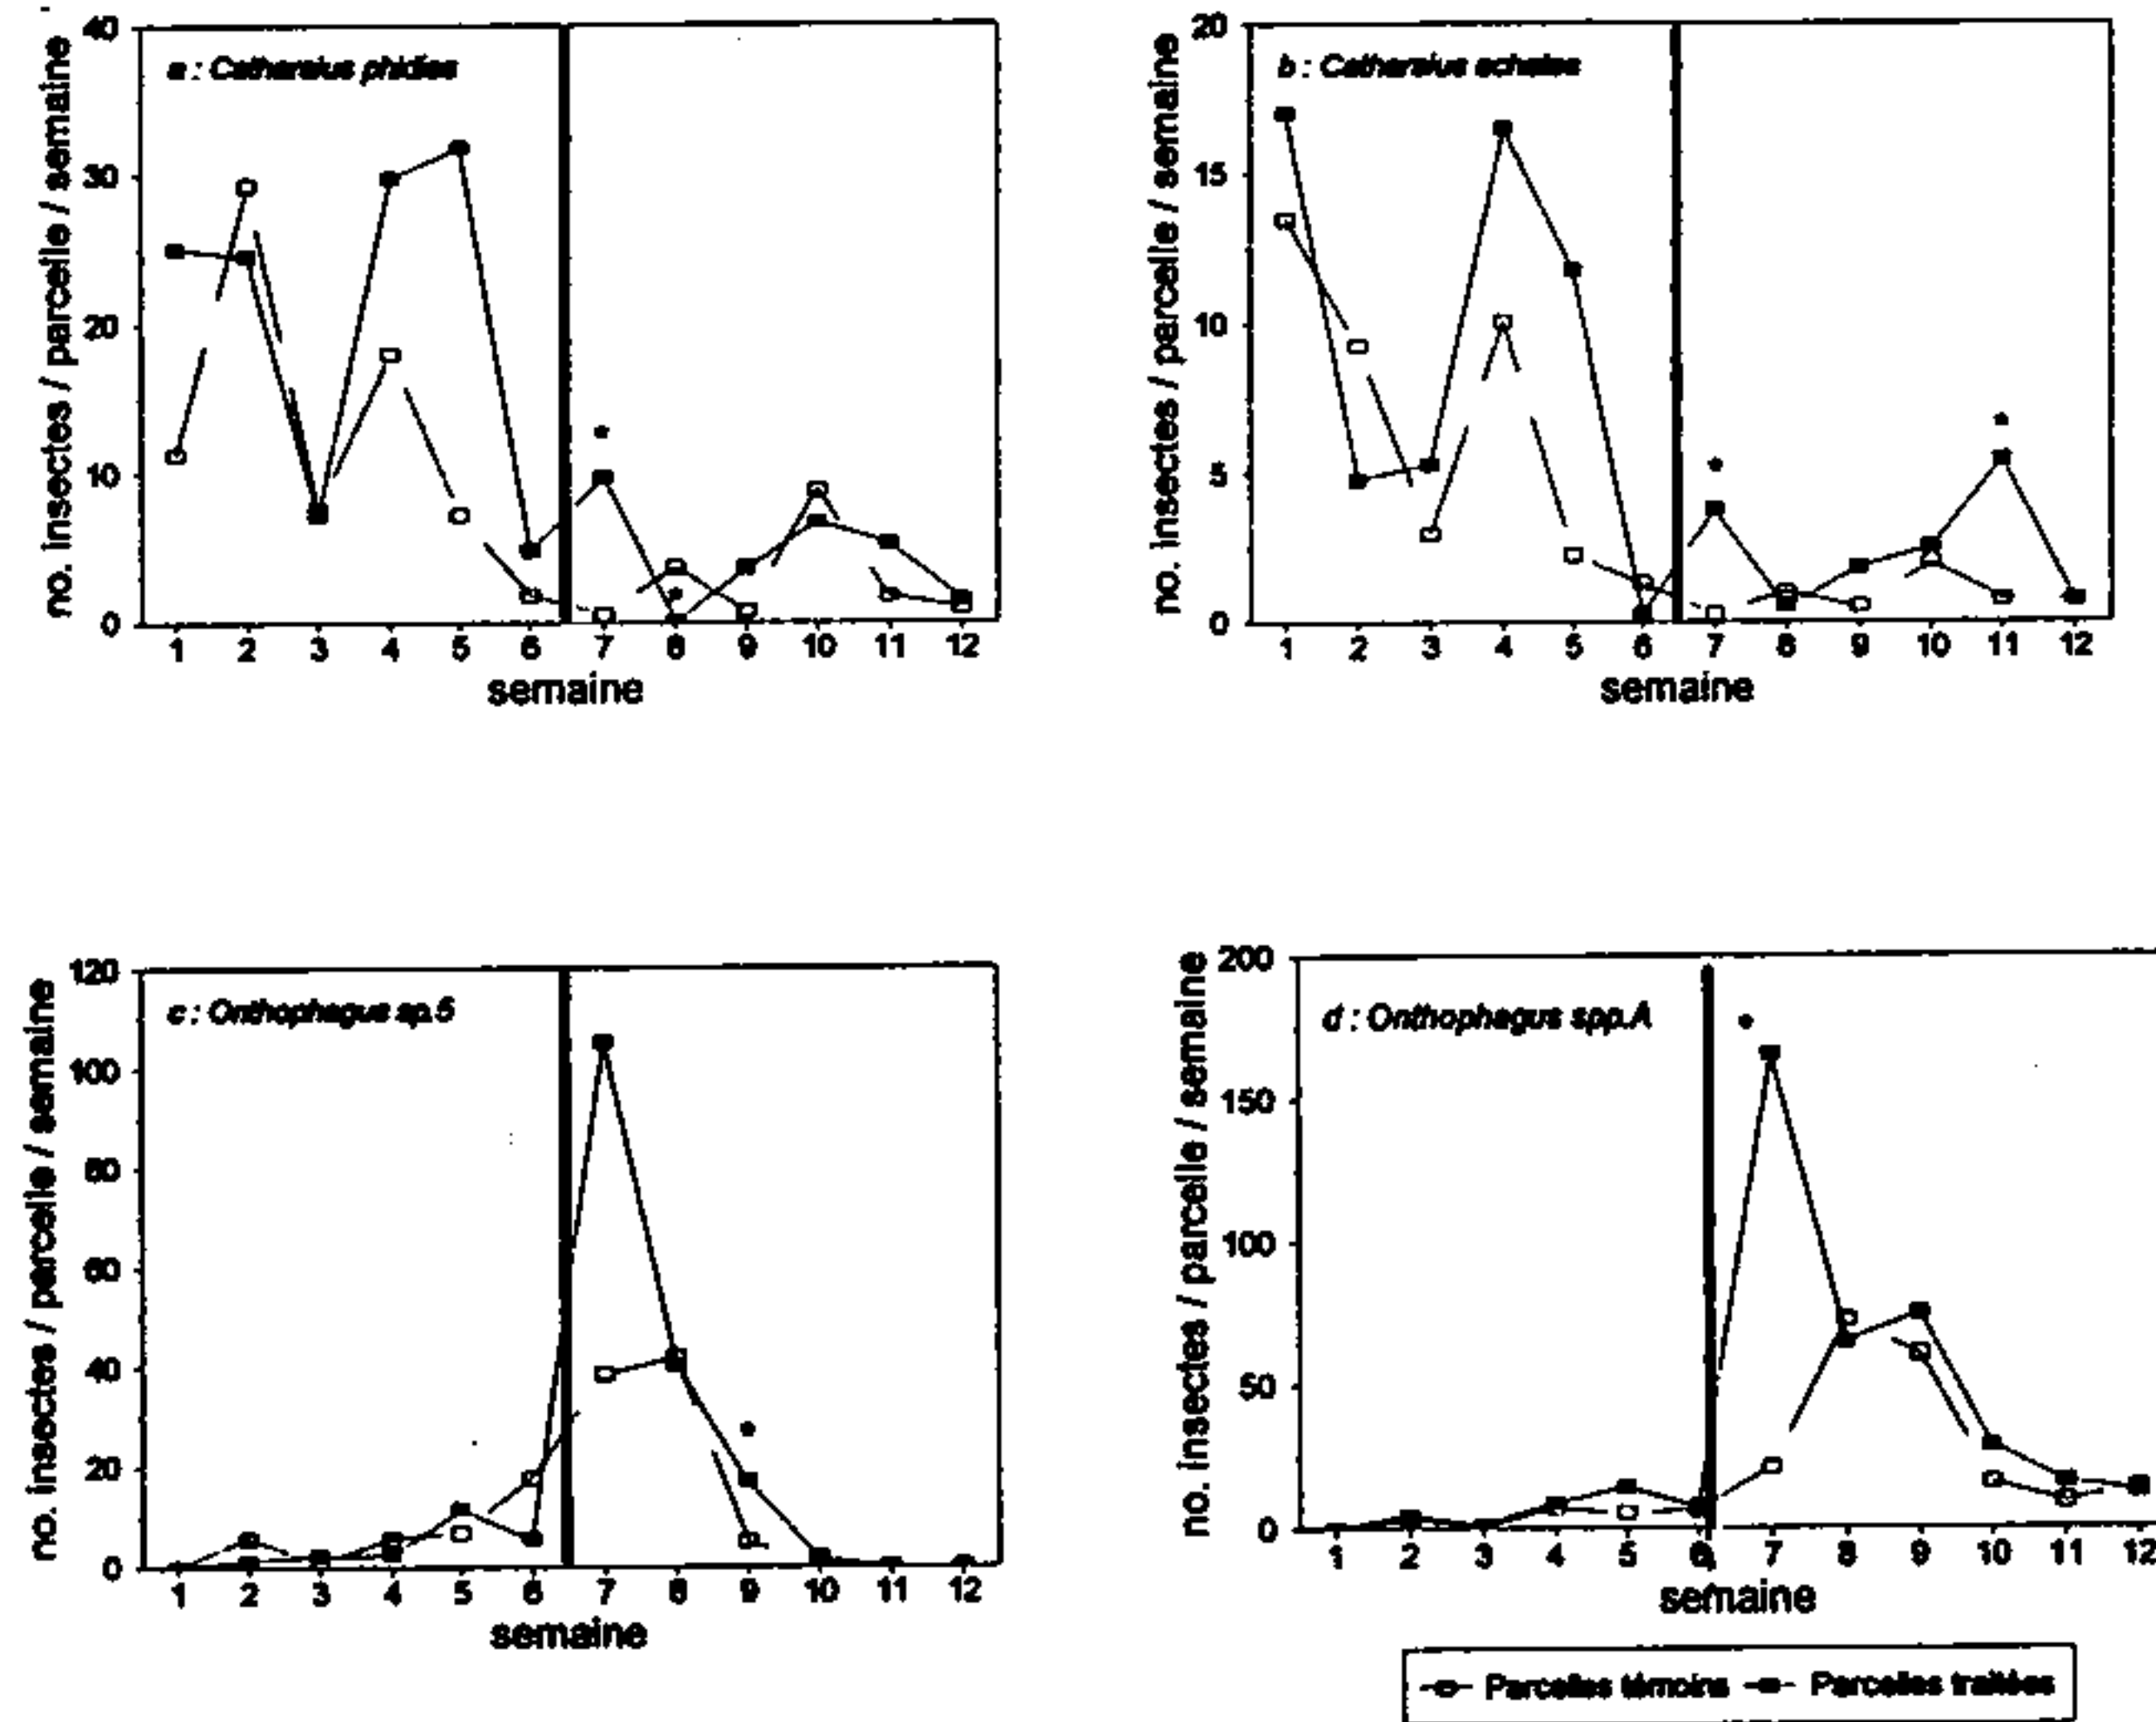 a : Catharsius phidias
no. insectes / parcelle / semaine
40
30
20
10
0
1 2 3 4 5 6 7 8 9 10 11 12
semaine
b : Catharsius achates
no. insectes / parcelle / semaine
20
15
10
5
0
1 2 3 4 5 6 7 8 9 10 11 12
semaine
c : Onthophagus sp.5
no. insectes / parcelle / semaine
120
100
80
60
40
20
0
1 2 3 4 5 6 7 8 9 10 11 12
semaine
d : Onthophagus spp.A
no. insectes / parcelle / semaine
200
150
100
50
0
1 2 3 4 5 6 7 8 9 10 11 12
semaine
Parcelles témoins Parcelles traitées